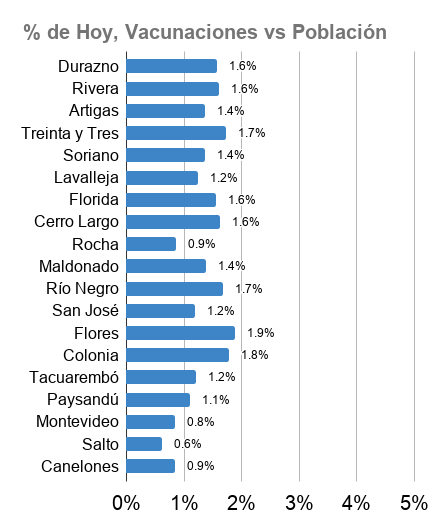 % de Hoy, Vacunaciones vs Población
Durazno 1.6%
Rivera 1.6%
Artigas 1.4%
Treinta y Tres 1.7%
Soriano 1.4%
Lavalleja 1.2%
Florida 1.6%
Cerro Largo 1.6%
Rocha 0.9%
Maldonado 1.4%
Río Negro 1.7%
San José 1.2%
Flores 1.9%
Colonia 1.8%
Tacuarembó 1.2%
Paysandú 1.1%
Montevideo 0.8%
Salto 0.6%
Canelones 0.9%
0% 1% 2% 3% 4% 5%